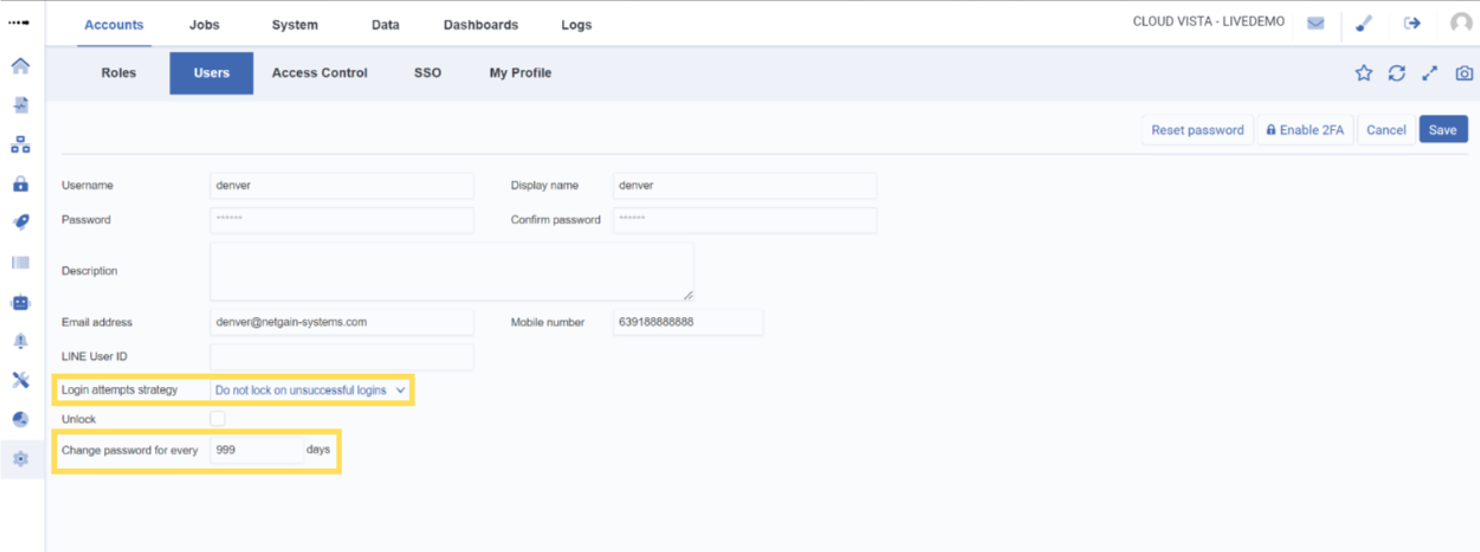 Accounts Jobs System Data Dashboards Logs CLOUD VISTA - LIVEDEMO
Roles Users Access Control SSO My Profile
Reset password Enable 2FA Cancel Save
Username denver Display name denver
Password ****** Confirm password ******
Description
Email address denver@netgain-systems.com Mobile number 639188888888
LINE User ID
Login attempts strategy Do not lock on unsuccessful logins
Unlock
Change password for every 999 days